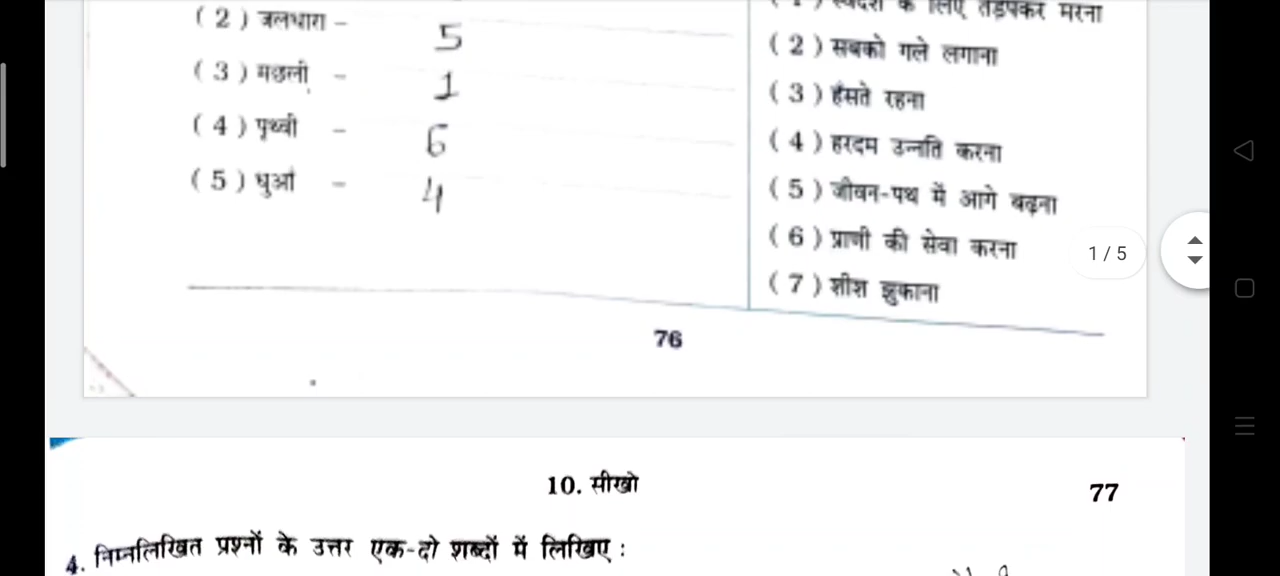 ( 2 ) जलधारा - 5
( 3 ) मछली - 1
( 4 ) पृथ्वी - 6
( 5 ) धुआं - 4
के लिए तड़पकर मरना
( 2 ) सबको गले लगाना
( 3 ) हँसते रहना
( 4 ) हरदम उन्नति करना
( 5 ) जीवन-पथ में आगे बढ़ना
( 6 ) प्राणी की सेवा करना
( 7 ) शीश झुकाना
1 / 5
76
10. सीखो
77
4. निम्नलिखित प्रश्नों के उत्तर एक-दो शब्दों में लिखिए :